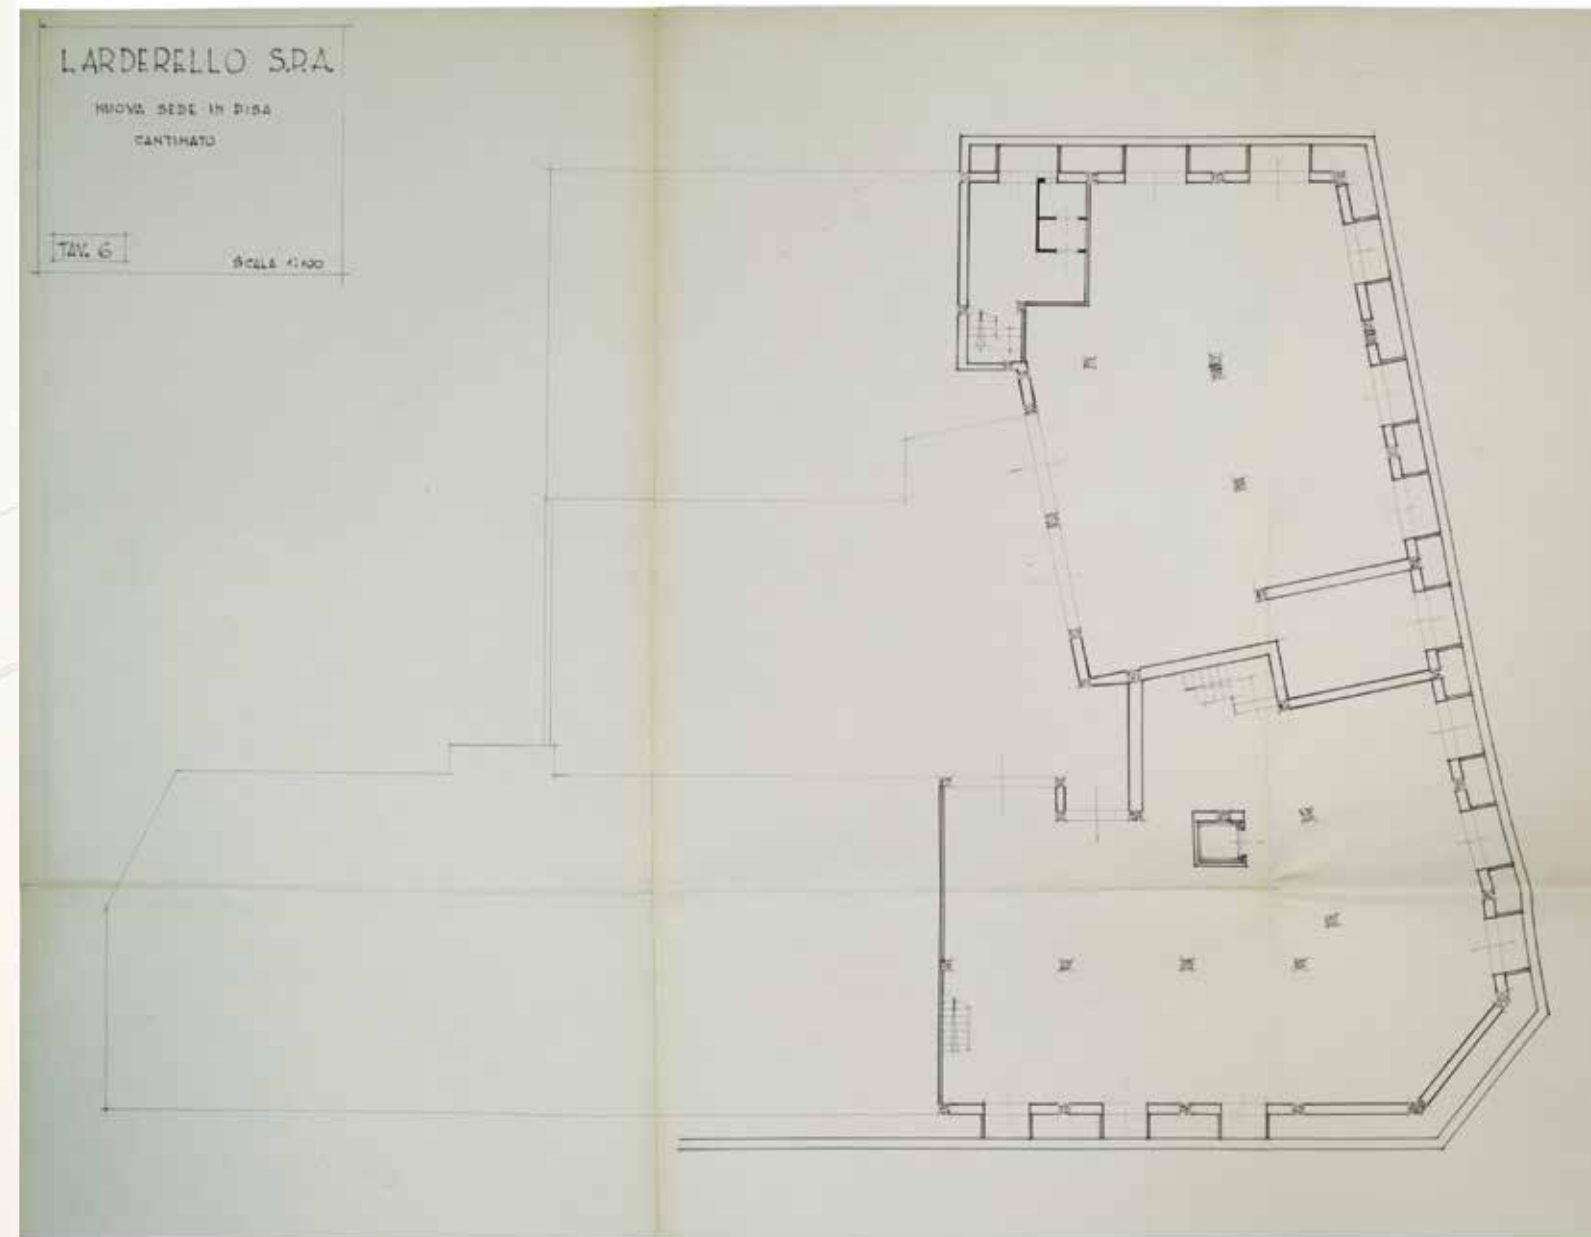 LARDERELLO S.P.A.
NUOVA SEDE IN PISA
CANTINATO
TAV. 6
SCALA 1:100